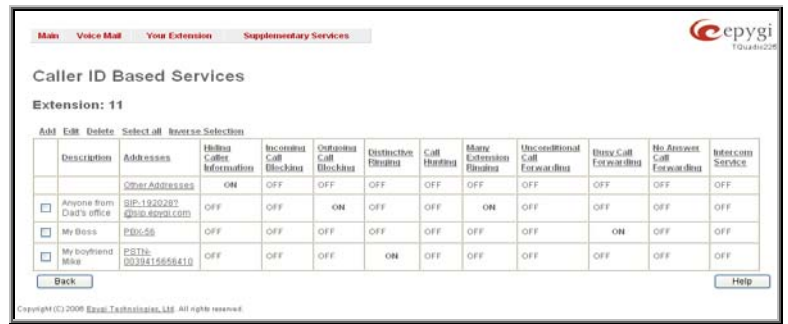 Main Voice Mail Your Extension Supplementary Services
epygi
TQuadro225
Caller ID Based Services
Extension: 11
Add Edit Delete Select all Inverse Selection
Description Addresses Hiding Caller Information Incoming Call Blocking Outgoing Call Blocking Distinctive Ringing Call Hunting Many Extension Ringing Unconditional Call Forwarding Busy Call Forwarding No Answer Call Forwarding Intercom Service
Other Addresses ON OFF OFF OFF OFF OFF OFF OFF OFF OFF
Anyone from Dad's office SIP-1920287 @sip.epygi.com OFF OFF ON OFF OFF ON OFF OFF OFF OFF
My Boss PBX-56 OFF OFF OFF OFF OFF OFF OFF ON OFF OFF
My boyfriend Mike PSTN-0039415656410 OFF OFF OFF ON OFF OFF OFF OFF OFF OFF
Back Help
Copyright (C) 2006 Epygi Technologies, Ltd. All rights reserved.